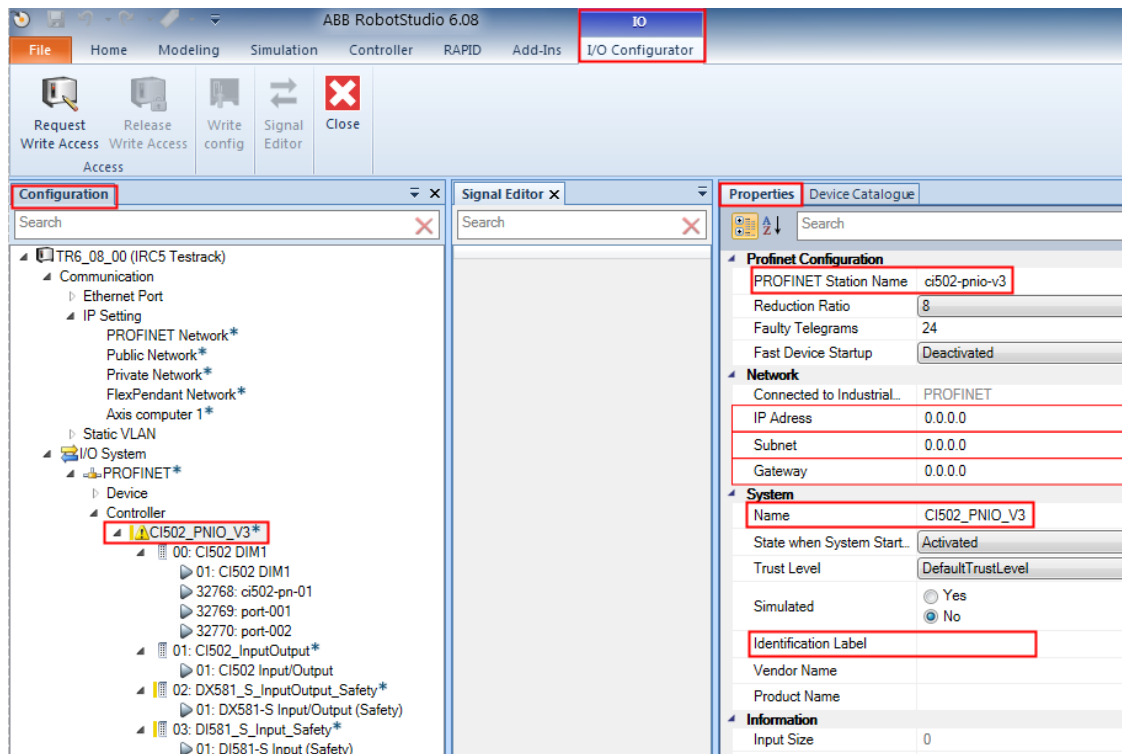 ABB RobotStudio 6.08
IO
File Home Modeling Simulation Controller RAPID Add-Ins I/O Configurator
Request Write Access
Release Write Access
Write config
Signal Editor
Close
Access
Configuration
Search
TR6_08_00 (IRC5 Testrack)
Communication
Ethernet Port
IP Setting
PROFINET Network*
Public Network*
Private Network*
FlexPendant Network*
Axis computer 1*
Static VLAN
I/O System
PROFINET*
Device
Controller
CI502_PNIO_V3*
00: CI502 DIM1
01: CI502 DIM1
32768: ci502-pn-01
32769: port-001
32770: port-002
01: CI502_InputOutput*
01: CI502 Input/Output
02: DX581_S_InputOutput_Safety*
01: DX581-S Input/Output (Safety)
03: DI581_S_Input_Safety*
01: DI581-S Input (Safety)
Signal Editor X
Search
Properties Device Catalogue
Search
Profinet Configuration
PROFINET Station Name ci502-pnio-v3
Reduction Ratio 8
Faulty Telegrams 24
Fast Device Startup Deactivated
Network
Connected to Industrial... PROFINET
IP Adress 0.0.0.0
Subnet 0.0.0.0
Gateway 0.0.0.0
System
Name CI502_PNIO_V3
State when System Start... Activated
Trust Level DefaultTrustLevel
Simulated Yes
No
Identification Label
Vendor Name
Product Name
Information
Input Size 0